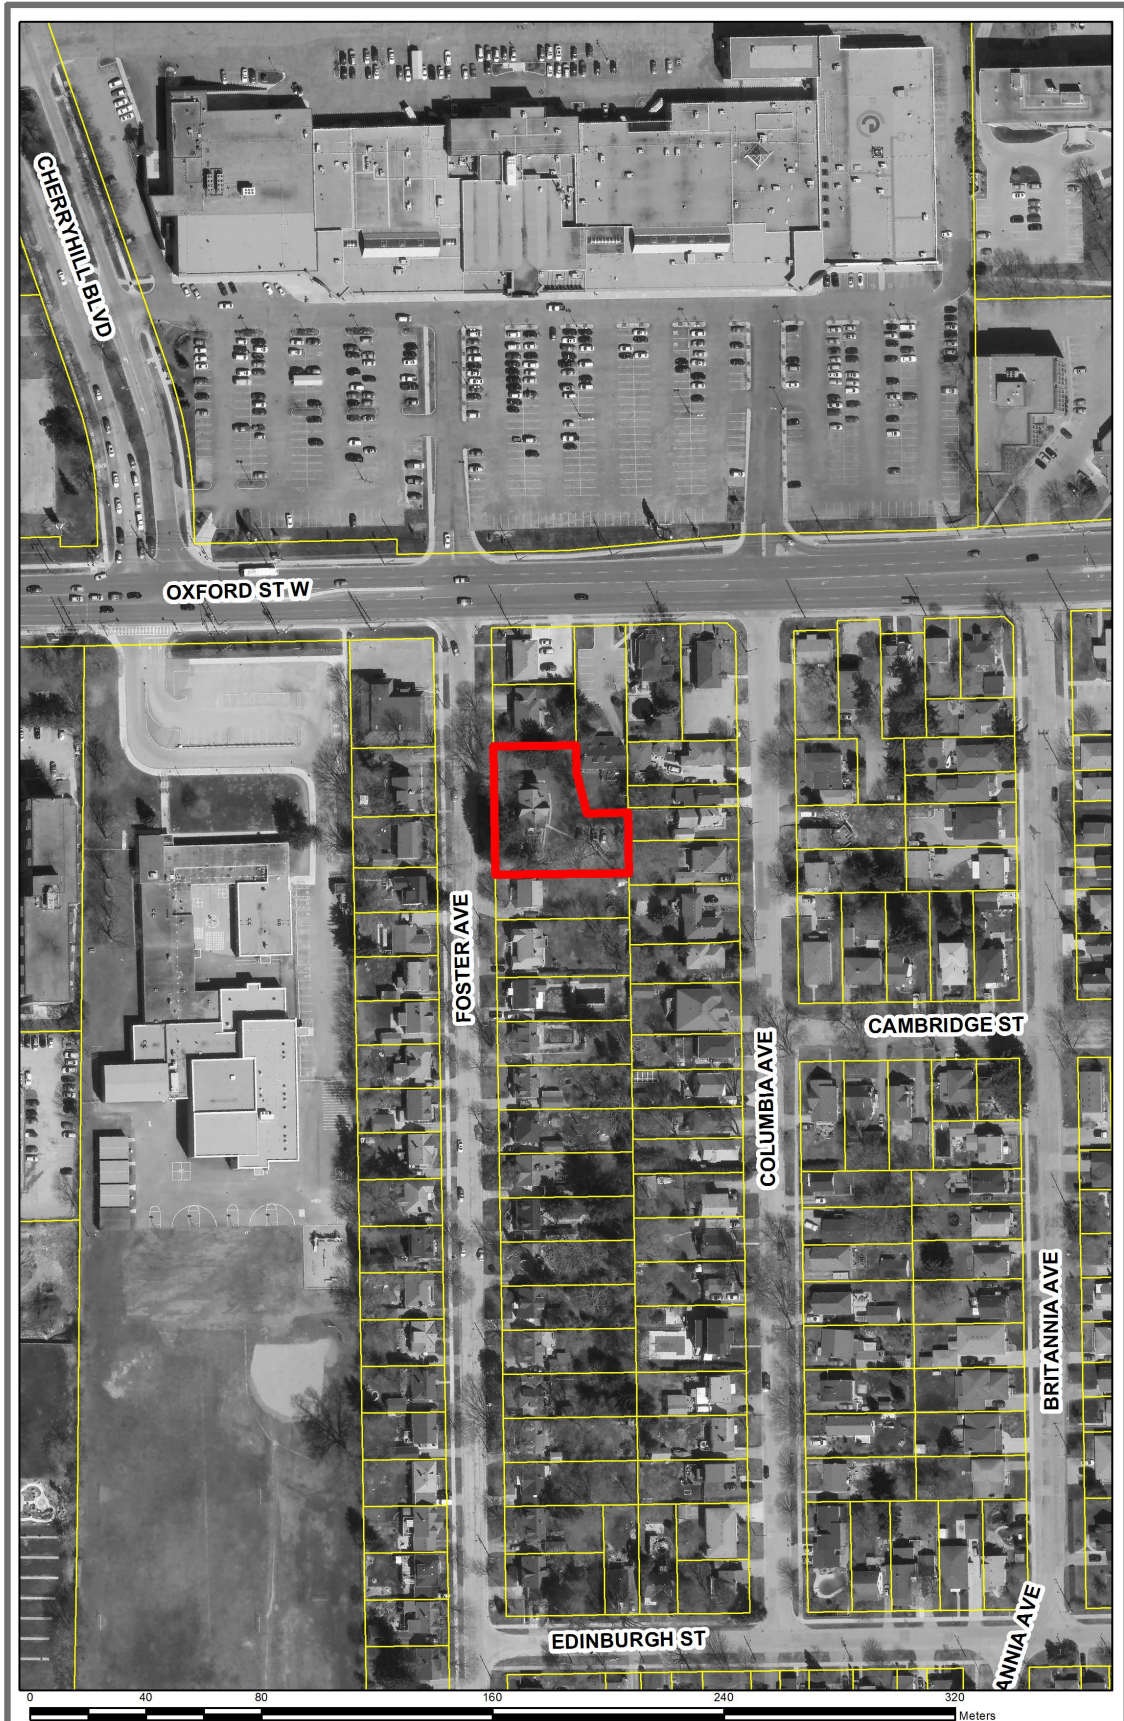 CHERRYHILL BLVD
OXFORD ST W
FOSTER AVE
CAMBRIDGE ST
COLUMBIA AVE
BRITANNIA AVE
EDINBURGH ST
ANNIA AVE
0 40 80 160 240 320
Meters